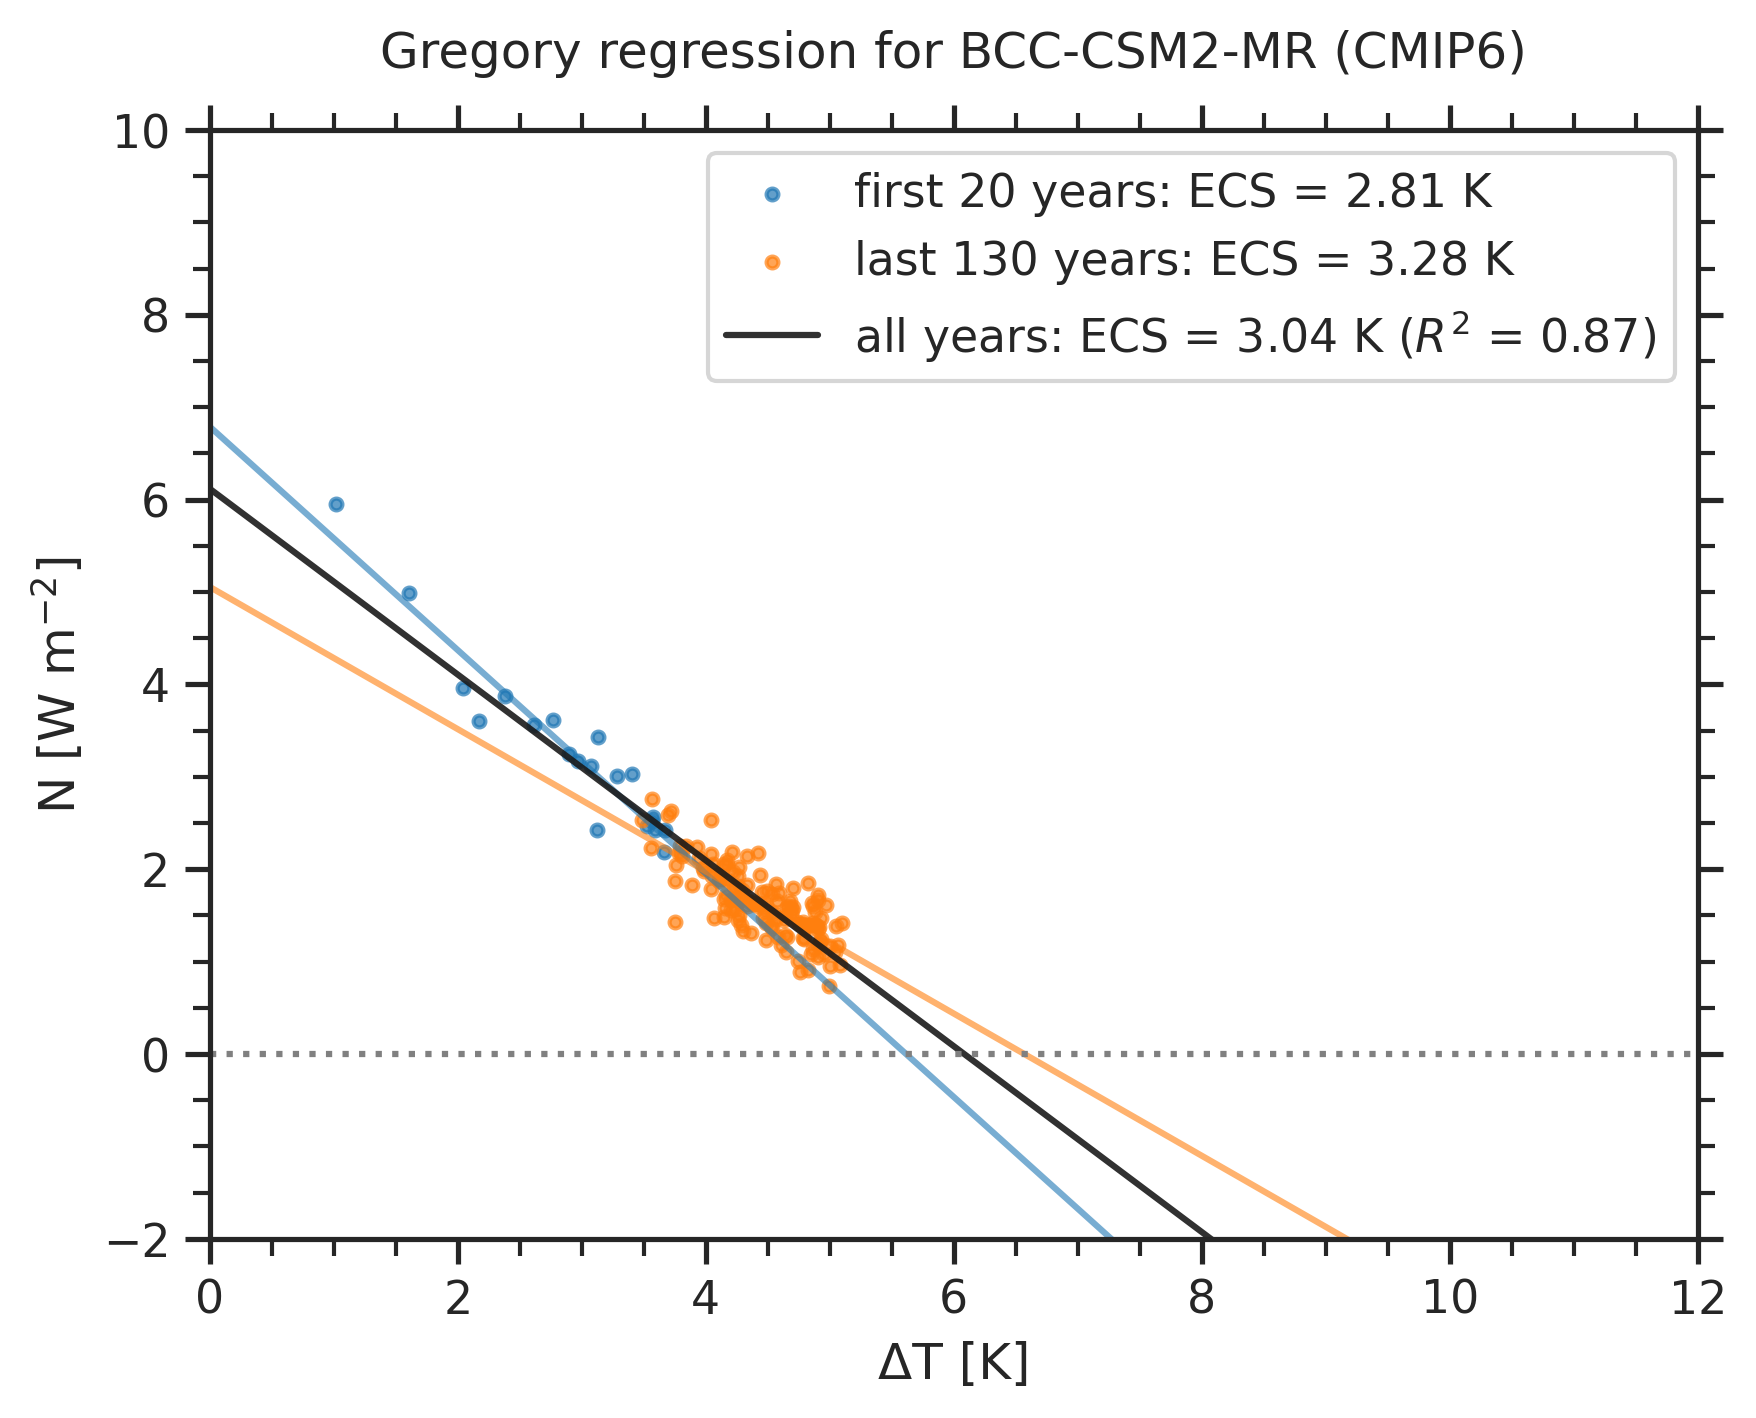 Gregory regression for BCC-CSM2-MR (CMIP6)
first 20 years: ECS = 2.81 K
last 130 years: ECS = 3.28 K
all years: ECS = 3.04 K (R² = 0.87)
N [W m⁻²]
10
8
6
4
2
0
−2
0 2 4 6 8 10 12
ΔT [K]